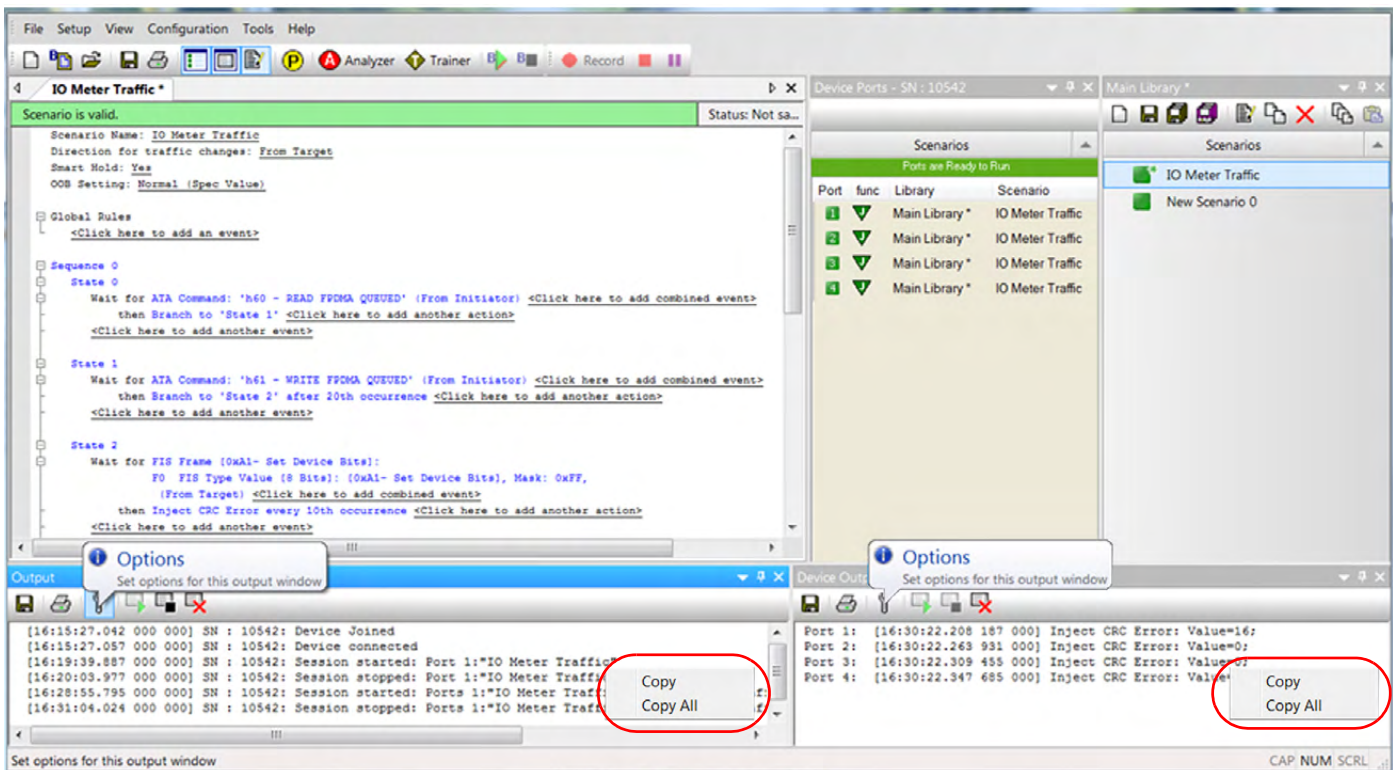 File Setup View Configuration Tools Help
P A Analyzer T Trainer B B Record
IO Meter Traffic *
Scenario is valid.
Status: Not sa...
Scenario Name: IO Meter Traffic
Direction for traffic changes: From Target
Smart Hold: Yes
OOB Setting: Normal (Spec Value)
Global Rules
<Click here to add an event>
Sequence 0
State 0
Wait for ATA Command: 'h60 - READ FPDMA QUEUED' (From Initiator) <Click here to add combined event>
then Branch to 'State 1' <Click here to add another action>
<Click here to add another event>
State 1
Wait for ATA Command: 'h61 - WRITE FPDMA QUEUED' (From Initiator) <Click here to add combined event>
then Branch to 'State 2' after 20th occurrence <Click here to add another action>
<Click here to add another event>
State 2
Wait for FIS Frame [0xA1- Set Device Bits]:
F0 FIS Type Value [8 Bits]: [0xA1- Set Device Bits], Mask: 0xFF,
(From Target) <Click here to add combined event>
then Inject CRC Error every 10th occurrence <Click here to add another action>
<Click here to add another event>
Device Ports - SN : 10542
Scenarios
Ports are Ready to Run
Port func Library Scenario
1 J Main Library * IO Meter Traffic
2 J Main Library * IO Meter Traffic
3 J Main Library * IO Meter Traffic
4 J Main Library * IO Meter Traffic
Main Library *
Scenarios
IO Meter Traffic
New Scenario 0
Output
Options
Set options for this output window
[16:15:27.042 000 000] SN : 10542: Device Joined
[16:15:27.057 000 000] SN : 10542: Device connected
[16:19:39.887 000 000] SN : 10542: Session started: Port 1:"IO Meter Traffic"
[16:20:03.977 000 000] SN : 10542: Session stopped: Port 1:"IO Meter Traffi
[16:28:55.795 000 000] SN : 10542: Session started: Ports 1:"IO Meter Traf
[16:31:04.024 000 000] SN : 10542: Session stopped: Ports 1:"IO Meter Traf
Copy
Copy All
Device Out
Options
Set options for this output window
Port 1: [16:30:22.208 187 000] Inject CRC Error: Value=16;
Port 2: [16:30:22.263 931 000] Inject CRC Error: Value=0;
Port 3: [16:30:22.309 455 000] Inject CRC Error: Value=0;
Port 4: [16:30:22.347 685 000] Inject CRC Error: Value=
Copy
Copy All
Set options for this output window
CAP NUM SCRL